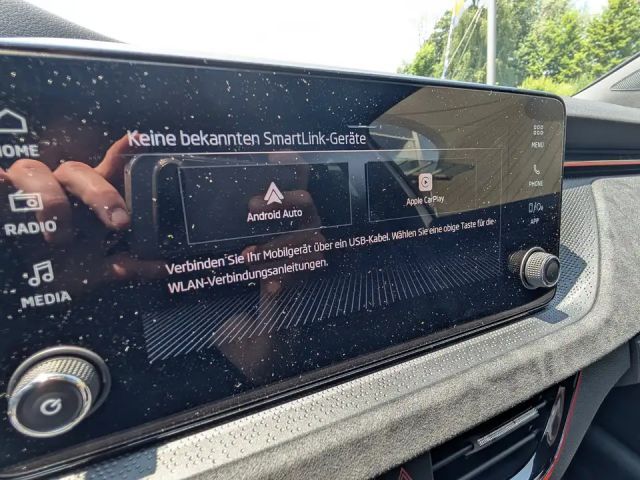 Keine bekannten SmartLink-Geräte
HOME
RADIO
MEDIA
Android Auto
Apple CarPlay
Verbinden Sie Ihr Mobilgerät über ein USB-Kabel. Wählen Sie eine obige Taste für die
WLAN-Verbindungsanleitungen.
MENU
PHONE
APP